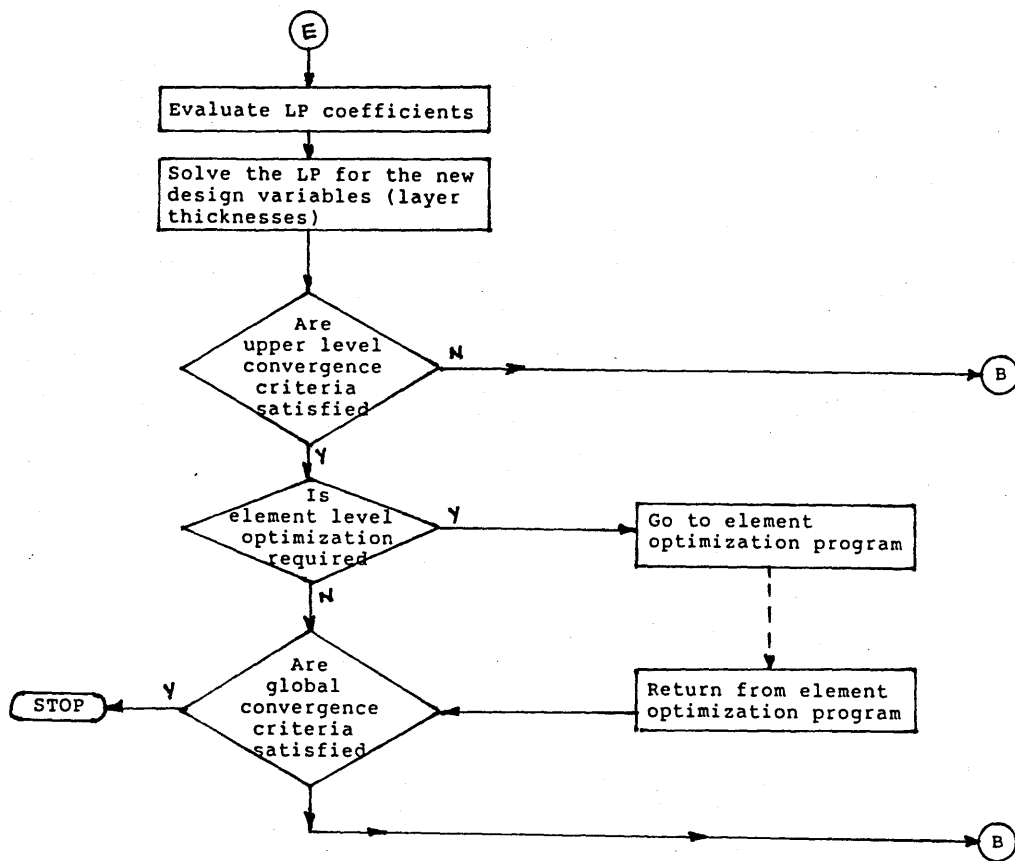 E
Evaluate LP coefficients
Solve the LP for the new
design variables (layer
thicknesses)
Are
upper level
convergence
criteria
satisfied
N
B
Y
Is
element level
optimization
required
Y
Go to element
optimization program
N
Are
global
convergence
criteria
satisfied
Y
STOP
Return from element
optimization program
B